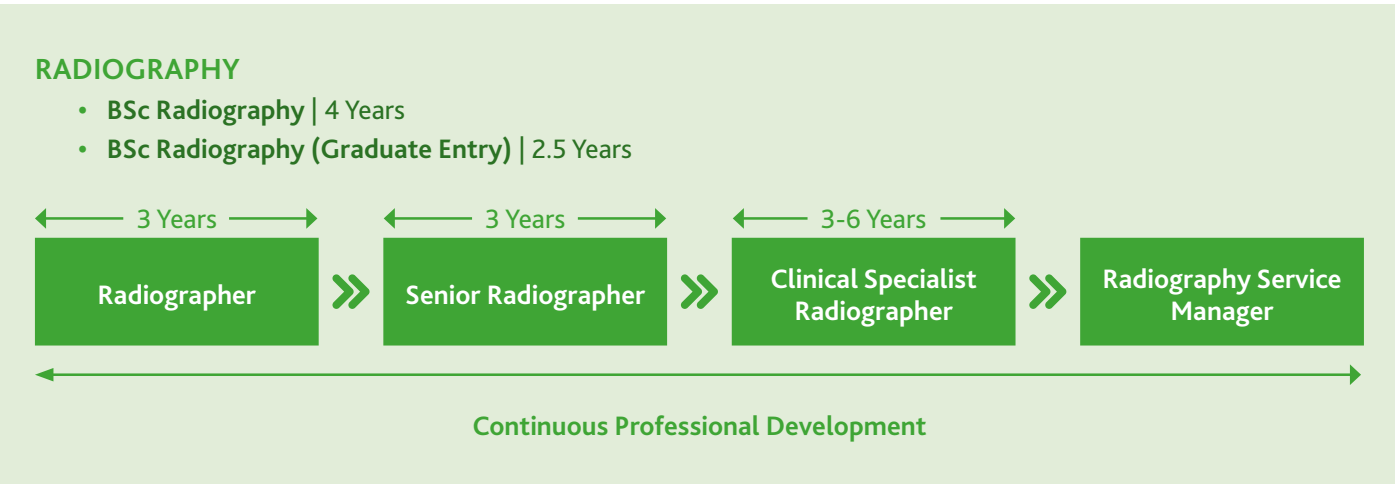 RADIOGRAPHY
• BSc Radiography | 4 Years
• BSc Radiography (Graduate Entry) | 2.5 Years
3 Years
3 Years
3-6 Years
Radiographer
Senior Radiographer
Clinical Specialist
Radiographer
Radiography Service
Manager
Continuous Professional Development